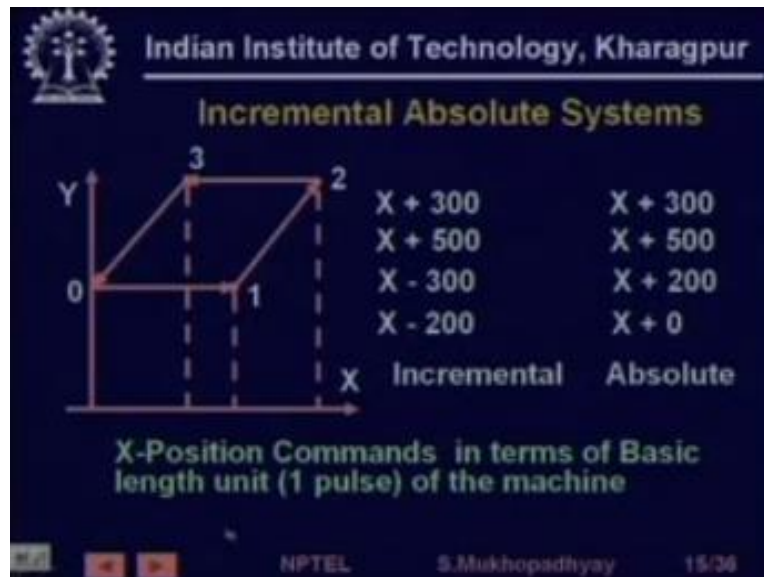 Indian Institute of Technology, Kharagpur
Incremental Absolute Systems
3
Y
2
0
1
X
X + 300 X + 300
X + 500 X + 500
X - 300 X + 200
X - 200 X + 0
Incremental Absolute
X-Position Commands in terms of Basic
length unit (1 pulse) of the machine
NPTEL S.Mukhopadhyay 15/36